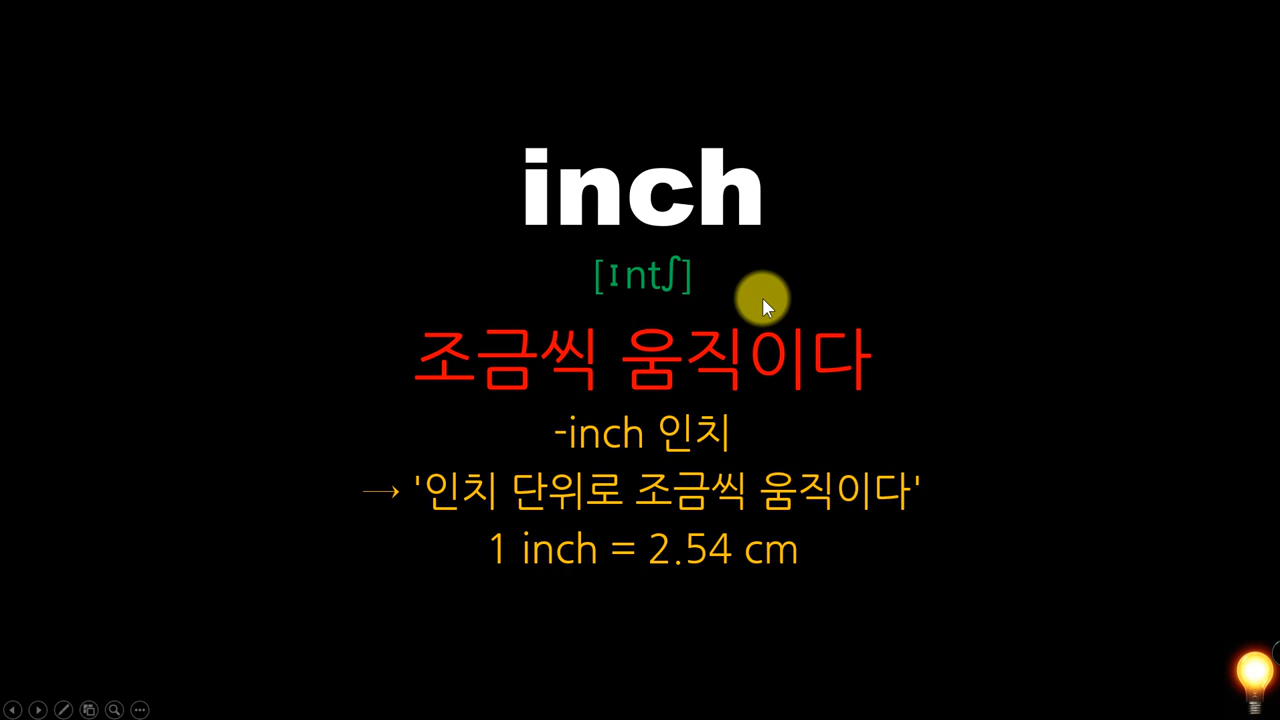 inch
[ɪntʃ]
조금씩 움직이다
-inch 인치
→ '인치 단위로 조금씩 움직이다'
1 inch = 2.54 cm